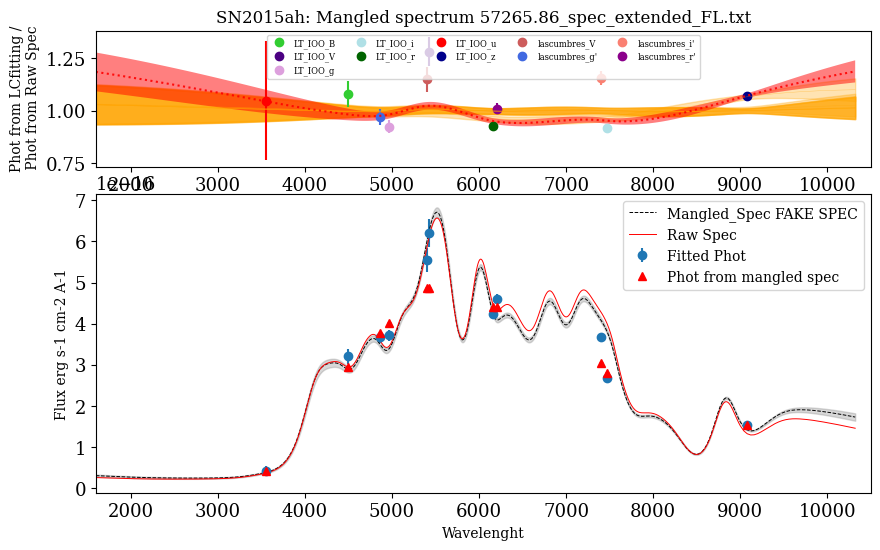 SN2015ah: Mangled spectrum 57265.86_spec_extended_FL.txt
Phot from LCfitting /
Phot from Raw Spec
1.25
1.00
0.75
LT_IOO_B
LT_IOO_V
LT_IOO_g
LT_IOO_i
LT_IOO_r
LT_IOO_u
LT_IOO_z
lascumbres_V
lascumbres_g'
lascumbres_i'
lascumbres_r'
2000 3000 4000 5000 6000 7000 8000 9000 10000
7
6
5
4
3
2
1
0
Flux erg s-1 cm-2 A-1
Mangled_Spec FAKE SPEC
Raw Spec
Fitted Phot
Phot from mangled spec
2000 3000 4000 5000 6000 7000 8000 9000 10000
Wavelenght